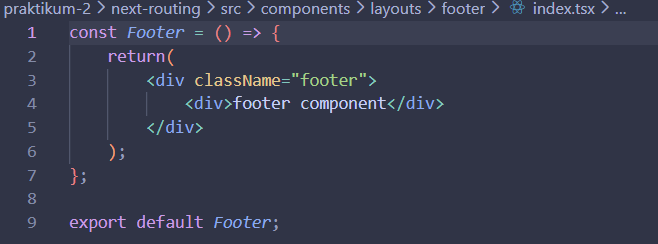 praktikum-2 > next-routing > src > components > layouts > footer > index.tsx > ...
1 const Footer = () => {
2     return(
3         <div className="footer">
4             <div>footer component</div>
5         </div>
6     );
7 };
8
9 export default Footer;